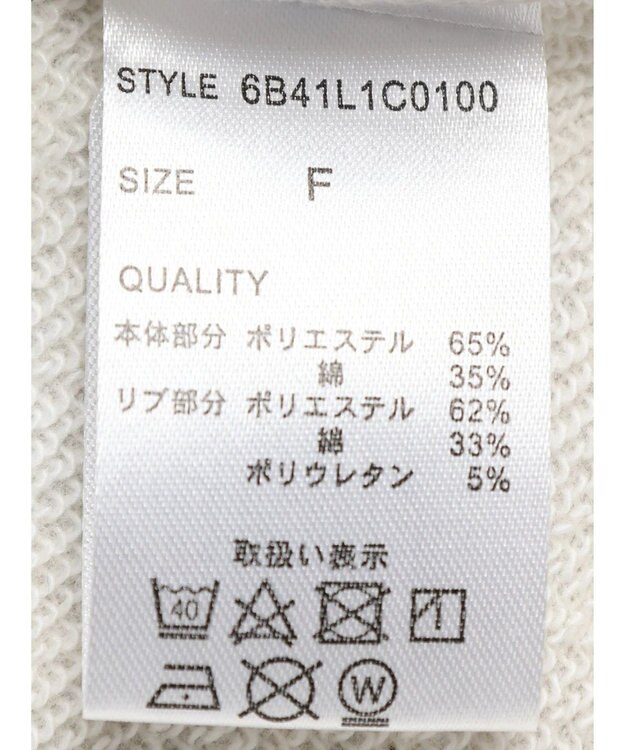 STYLE 6B41L1C0100
SIZE F
QUALITY
本体部分 ポリエステル 65%
綿 35%
リブ部分 ポリエステル 62%
綿 33%
ポリウレタン 5%
取扱い表示
40
W